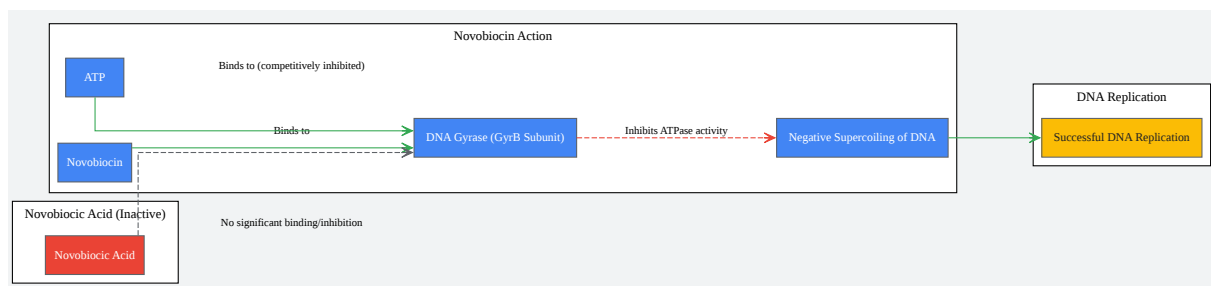 Novobiocin Action
Binds to (competitively inhibited)
ATP
DNA Replication
Binds to
DNA Gyrase (GyrB Subunit)
Inhibits ATPase activity
Negative Supercoiling of DNA
Successful DNA Replication
Novobiocin
Novobiocic Acid (Inactive)
No significant binding/inhibition
Novobiocic Acid